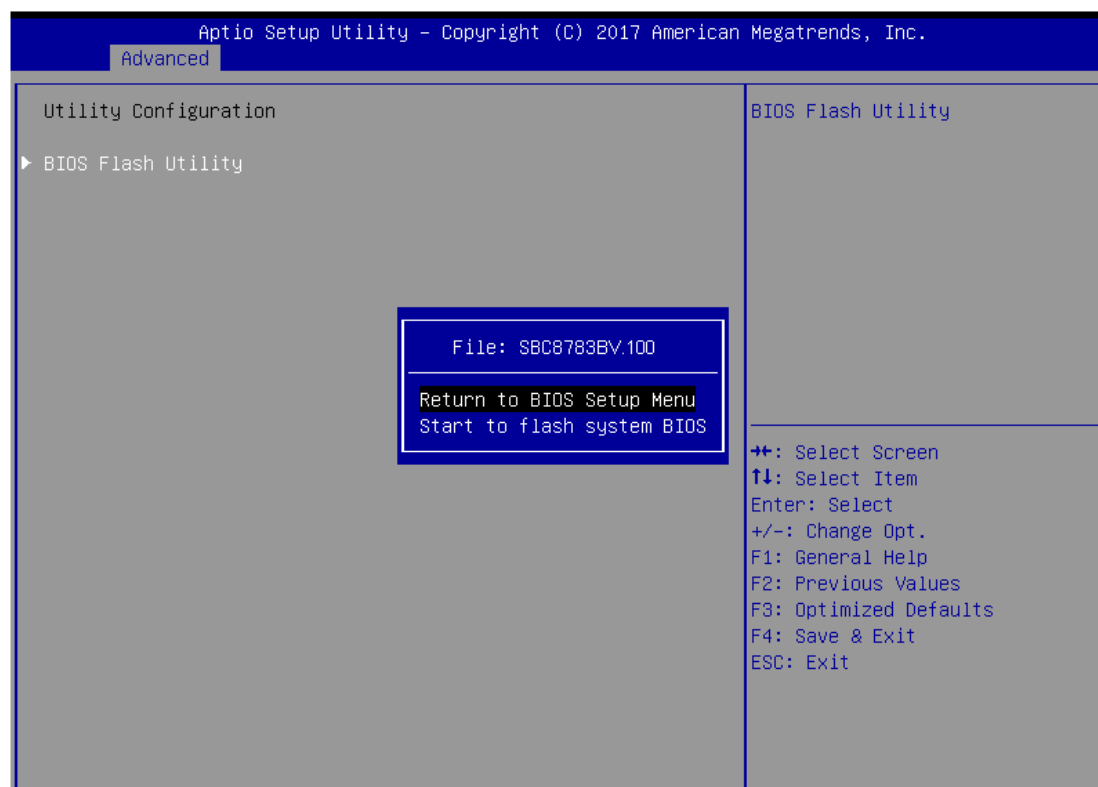 Aptio Setup Utility – Copyright (C) 2017 American Megatrends, Inc.
Advanced
Utility Configuration
BIOS Flash Utility
File: SBC8783BV.100
Return to BIOS Setup Menu
Start to flash system BIOS
BIOS Flash Utility
→←: Select Screen
↑↓: Select Item
Enter: Select
+/-: Change Opt.
F1: General Help
F2: Previous Values
F3: Optimized Defaults
F4: Save & Exit
ESC: Exit